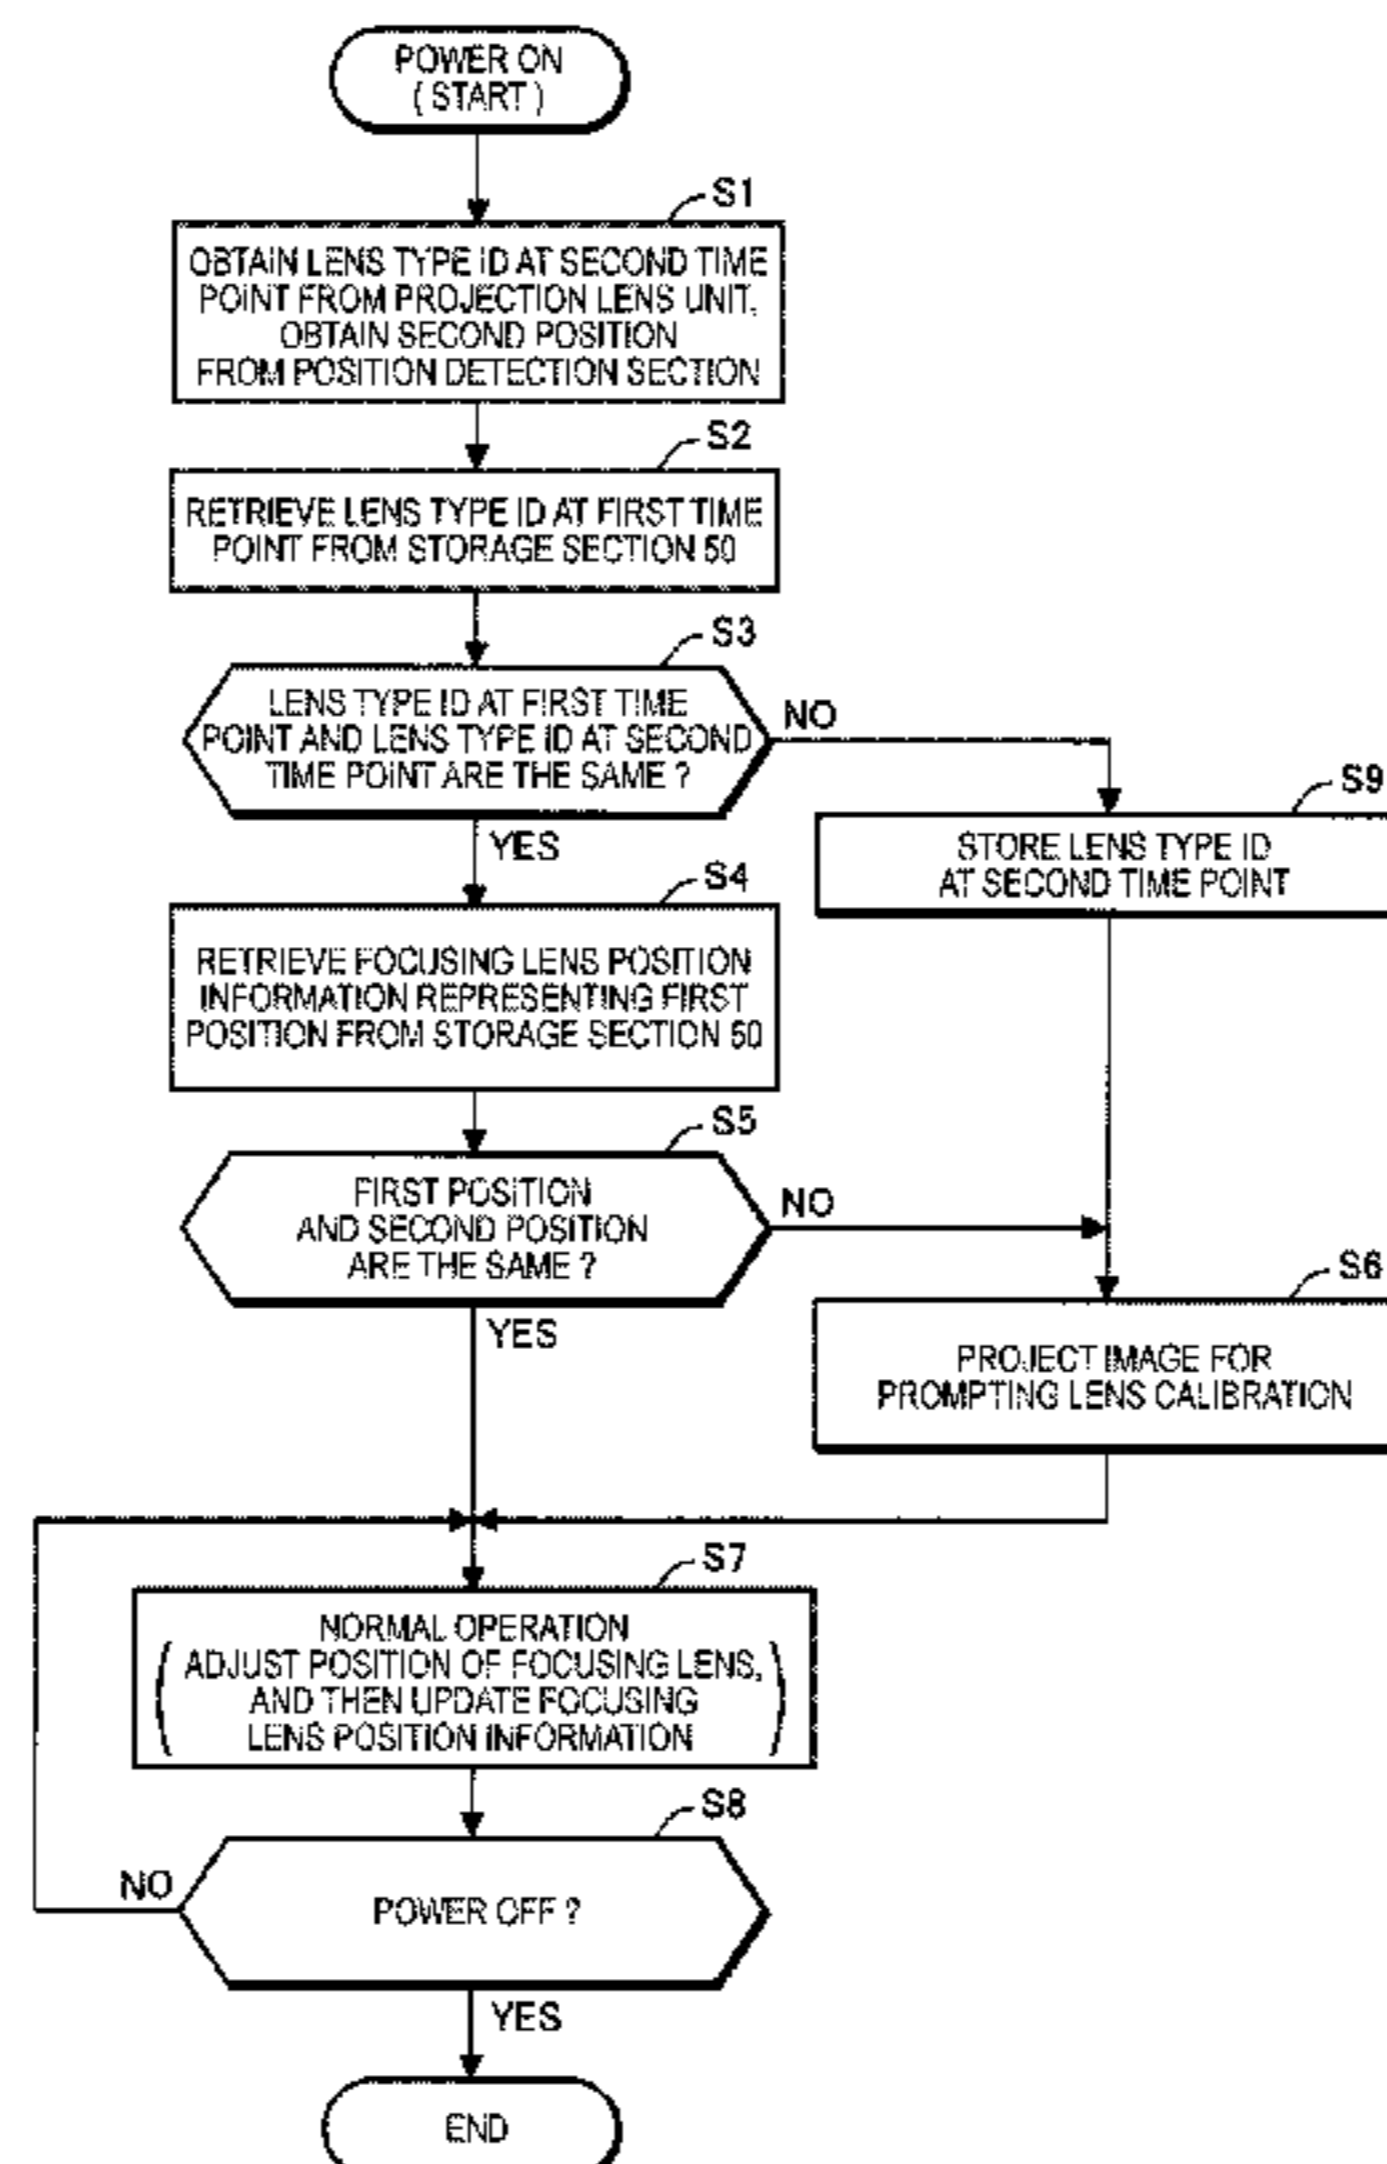 POWER ON
( START )
S1
OBTAIN LENS TYPE ID AT SECOND TIME
POINT FROM PROJECTION LENS UNIT,
OBTAIN SECOND POSITION
FROM POSITION DETECTION SECTION
S2
RETRIEVE LENS TYPE ID AT FIRST TIME
POINT FROM STORAGE SECTION 50
S3
LENS TYPE ID AT FIRST TIME
POINT AND LENS TYPE ID AT SECOND
TIME POINT ARE THE SAME ?
NO
YES
S9
STORE LENS TYPE ID
AT SECOND TIME POINT
S4
RETRIEVE FOCUSING LENS POSITION
INFORMATION REPRESENTING FIRST
POSITION FROM STORAGE SECTION 50
S5
FIRST POSITION
AND SECOND POSITION
ARE THE SAME ?
NO
YES
S6
PROJECT IMAGE FOR
PROMPTING LENS CALIBRATION
S7
NORMAL OPERATION
( ADJUST POSITION OF FOCUSING LENS,
AND THEN UPDATE FOCUSING
LENS POSITION INFORMATION )
S8
POWER OFF ?
NO
YES
END